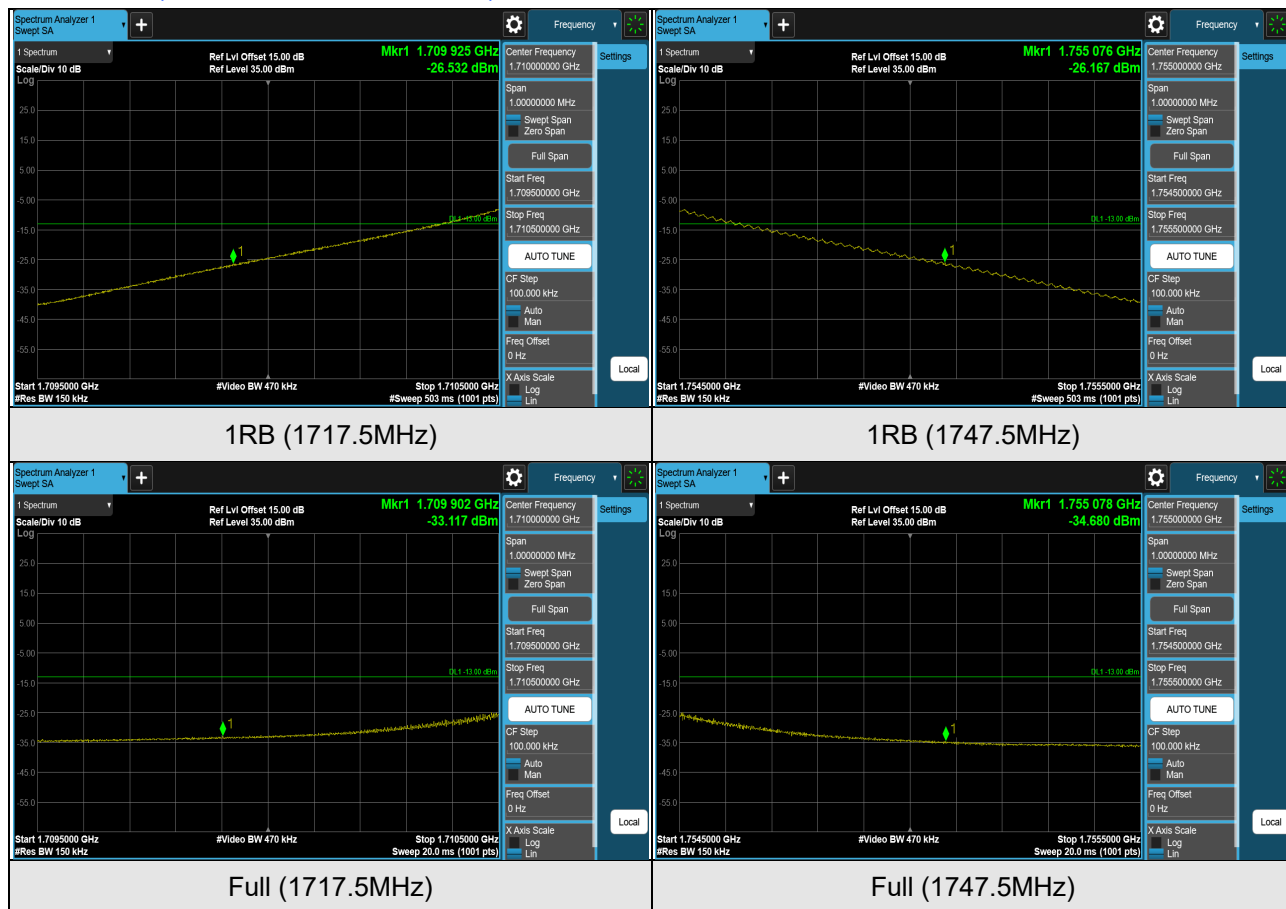 Spectrum Analyzer 1
Swept SA
+
Frequency
1 Spectrum
Scale/Div 10 dB
Log
Ref Lvl Offset 15.00 dB
Ref Level 35.00 dBm
Mkr1 1.709 925 GHz
-26.532 dBm
25.0
15.0
5.00
-5.00
-15.0
-25.0
-35.0
-45.0
-55.0
DL1 -13.00 dBm
1
Start 1.7095000 GHz
#Res BW 150 kHz
#Video BW 470 kHz
Stop 1.7105000 GHz
#Sweep 503 ms (1001 pts)
Center Frequency
1.710000000 GHz
Span
1.00000000 MHz
Swept Span
Zero Span
Full Span
Start Freq
1.709500000 GHz
Stop Freq
1.710500000 GHz
AUTO TUNE
CF Step
100.000 kHz
Auto
Man
Freq Offset
0 Hz
X Axis Scale
Log
Lin
Settings
Local
Spectrum Analyzer 1
Swept SA
+
Frequency
1 Spectrum
Scale/Div 10 dB
Log
Ref Lvl Offset 15.00 dB
Ref Level 35.00 dBm
Mkr1 1.755 076 GHz
-26.167 dBm
25.0
15.0
5.00
-5.00
-15.0
-25.0
-35.0
-45.0
-55.0
DL1 -13.00 dBm
1
Start 1.7545000 GHz
#Res BW 150 kHz
#Video BW 470 kHz
Stop 1.7555000 GHz
#Sweep 503 ms (1001 pts)
Center Frequency
1.755000000 GHz
Span
1.00000000 MHz
Swept Span
Zero Span
Full Span
Start Freq
1.754500000 GHz
Stop Freq
1.755500000 GHz
AUTO TUNE
CF Step
100.000 kHz
Auto
Man
Freq Offset
0 Hz
X Axis Scale
Log
Lin
Settings
Local
1RB (1717.5MHz)
1RB (1747.5MHz)
Spectrum Analyzer 1
Swept SA
+
Frequency
1 Spectrum
Scale/Div 10 dB
Log
Ref Lvl Offset 15.00 dB
Ref Level 35.00 dBm
Mkr1 1.709 902 GHz
-33.117 dBm
25.0
15.0
5.00
-5.00
-15.0
-25.0
-35.0
-45.0
-55.0
DL1 -13.00 dBm
1
Start 1.7095000 GHz
#Res BW 150 kHz
#Video BW 470 kHz
Stop 1.7105000 GHz
Sweep 20.0 ms (1001 pts)
Center Frequency
1.710000000 GHz
Span
1.00000000 MHz
Swept Span
Zero Span
Full Span
Start Freq
1.709500000 GHz
Stop Freq
1.710500000 GHz
AUTO TUNE
CF Step
100.000 kHz
Auto
Man
Freq Offset
0 Hz
X Axis Scale
Log
Lin
Settings
Local
Spectrum Analyzer 1
Swept SA
+
Frequency
1 Spectrum
Scale/Div 10 dB
Log
Ref Lvl Offset 15.00 dB
Ref Level 35.00 dBm
Mkr1 1.755 078 GHz
-34.680 dBm
25.0
15.0
5.00
-5.00
-15.0
-25.0
-35.0
-45.0
-55.0
DL1 -13.00 dBm
1
Start 1.7545000 GHz
#Res BW 150 kHz
#Video BW 470 kHz
Stop 1.7555000 GHz
Sweep 20.0 ms (1001 pts)
Center Frequency
1.755000000 GHz
Span
1.00000000 MHz
Swept Span
Zero Span
Full Span
Start Freq
1.754500000 GHz
Stop Freq
1.755500000 GHz
AUTO TUNE
CF Step
100.000 kHz
Auto
Man
Freq Offset
0 Hz
X Axis Scale
Log
Lin
Settings
Local
Full (1717.5MHz)
Full (1747.5MHz)